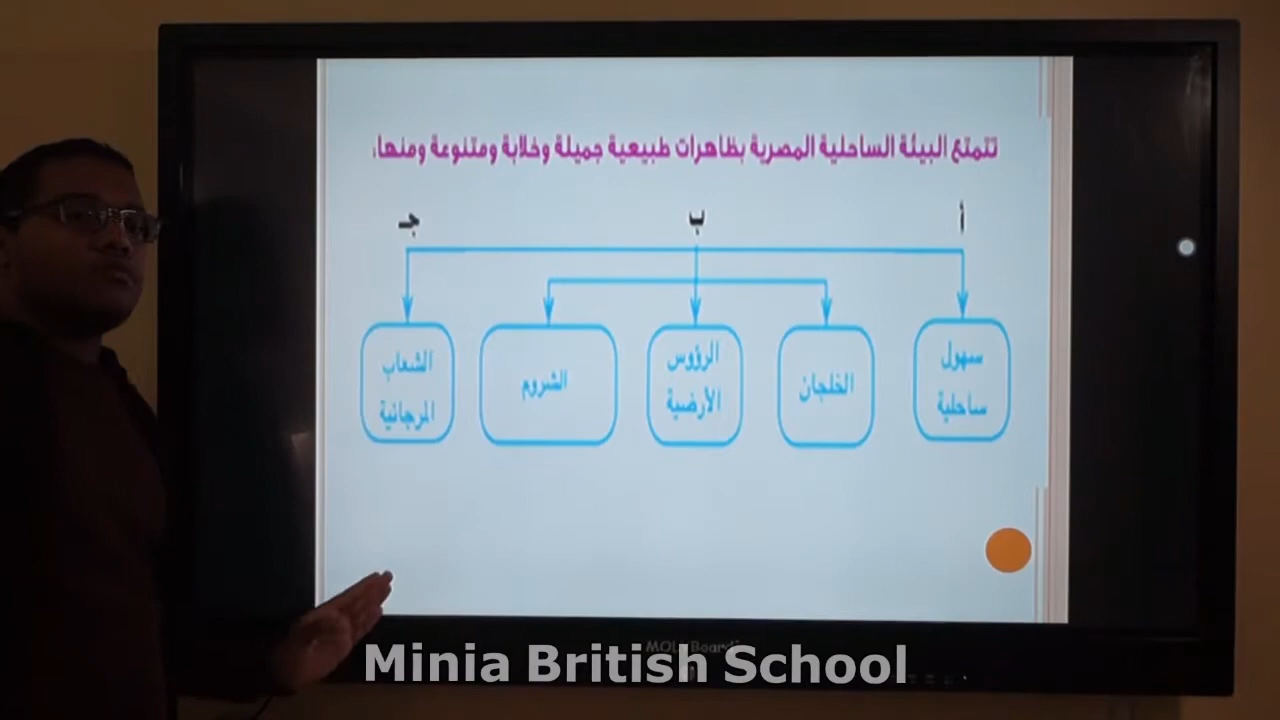 تتمتع البيئة الساحلية المصرية بظاهرات طبيعية جميلة وخلابة ومتنوعة ومنها:
أ
ب
جـ
سهول
ساحلية
الخلجان
الرؤوس
الأرضية
الشروم
الشعاب
المرجانية
Minia British School